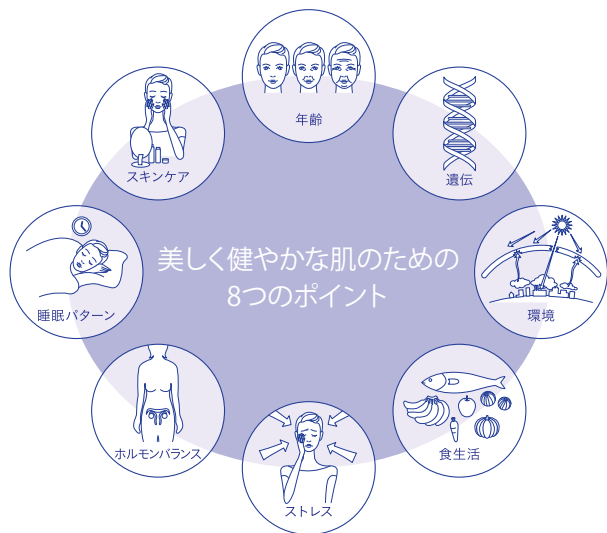 美しく健やかな肌のための
8つのポイント
年齢
遺伝
環境
食生活
ストレス
ホルモンバランス
睡眠パターン
スキンケア